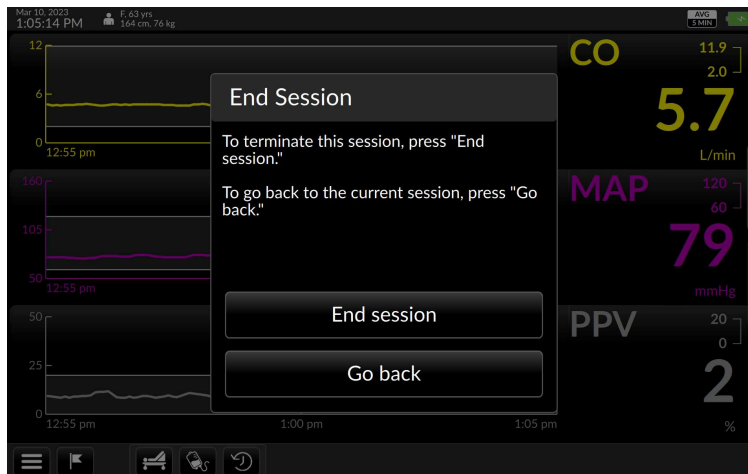 Mar 10, 2023
1:05:14 PM
F, 63 yrs
164 cm, 76 kg
AVG
5 MIN
12
6
0
12:55 pm
CO
11.9
2.0
5.7
L/min
End Session
To terminate this session, press "End
session."
To go back to the current session, press "Go
back."
End session
Go back
160
105
50
12:55 pm
MAP
120
60
79
mmHg
50
25
0
12:55 pm
1:00 pm
1:05 pm
PPV
20
0
2
%